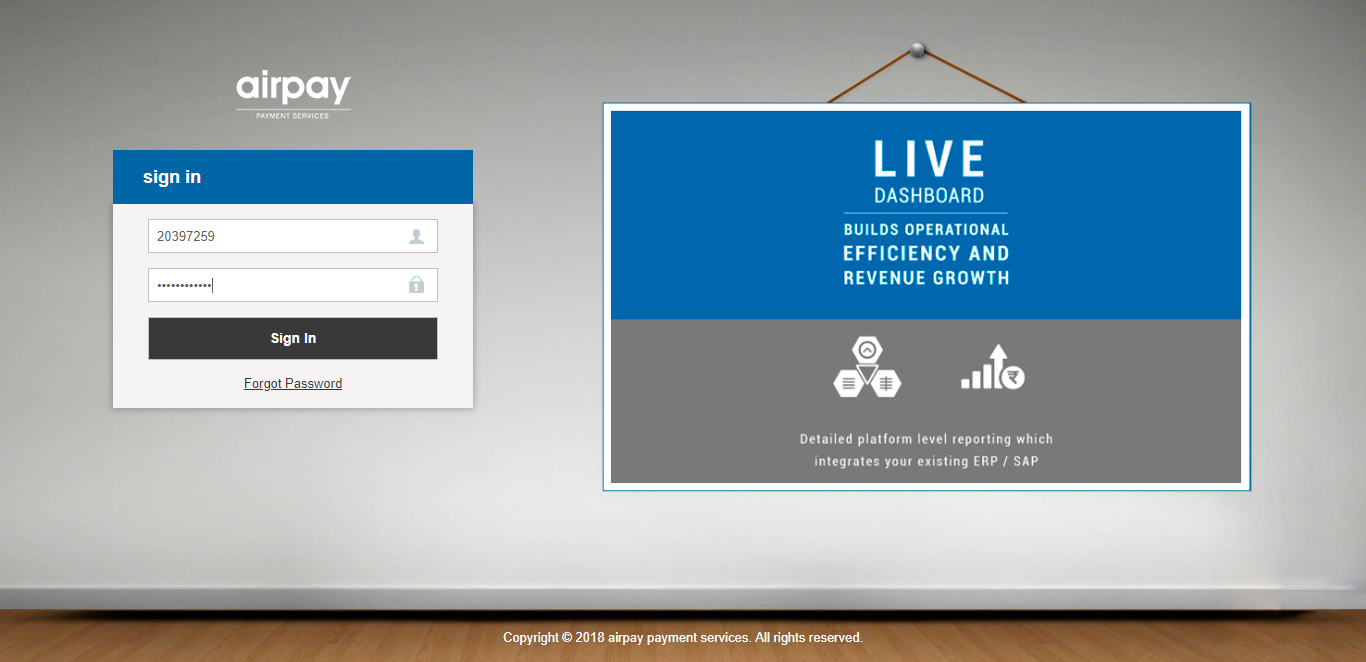 airpay
PAYMENT SERVICES
sign in
20397259
••••••••••••
Sign In
Forgot Password
LIVE
DASHBOARD
BUILDS OPERATIONAL
EFFICIENCY AND
REVENUE GROWTH
₹
Detailed platform level reporting which
integrates your existing ERP / SAP
Copyright © 2018 airpay payment services. All rights reserved.